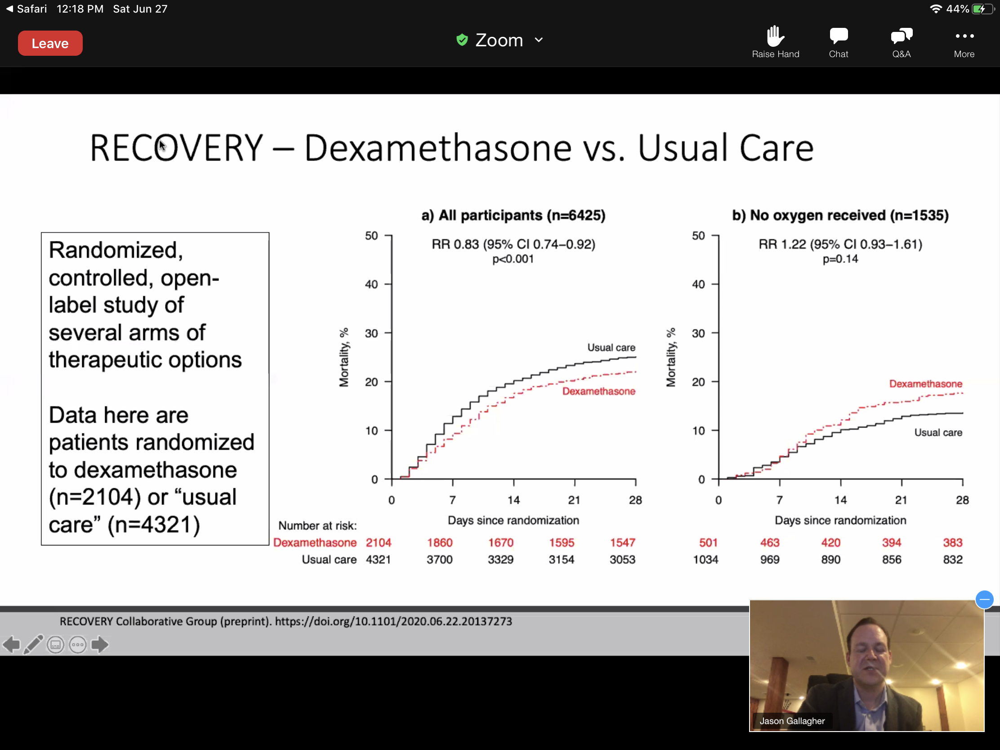 Safari 12:18 PM Sat Jun 27
44%
Leave
Zoom
Raise Hand
Chat
Q&A
More
RECOVERY – Dexamethasone vs. Usual Care
Randomized,
controlled, open-
label study of
several arms of
therapeutic options
Data here are
patients randomized
to dexamethasone
(n=2104) or “usual
care” (n=4321)
a) All participants (n=6425)
RR 0.83 (95% CI 0.74–0.92)
p<0.001
Mortality, %
50
40
30
20
10
0
Usual care
Dexamethasone
0 7 14 21 28
Days since randomization
b) No oxygen received (n=1535)
RR 1.22 (95% CI 0.93–1.61)
p=0.14
Mortality, %
50
40
30
20
10
0
Dexamethasone
Usual care
0 7 14 21 28
Days since randomization
Number at risk:
Dexamethasone 2104 1860 1670 1595 1547 501 463 420 394 383
Usual care 4321 3700 3329 3154 3053 1034 969 890 856 832
RECOVERY Collaborative Group (preprint). https://doi.org/10.1101/2020.06.22.20137273
Jason Gallagher